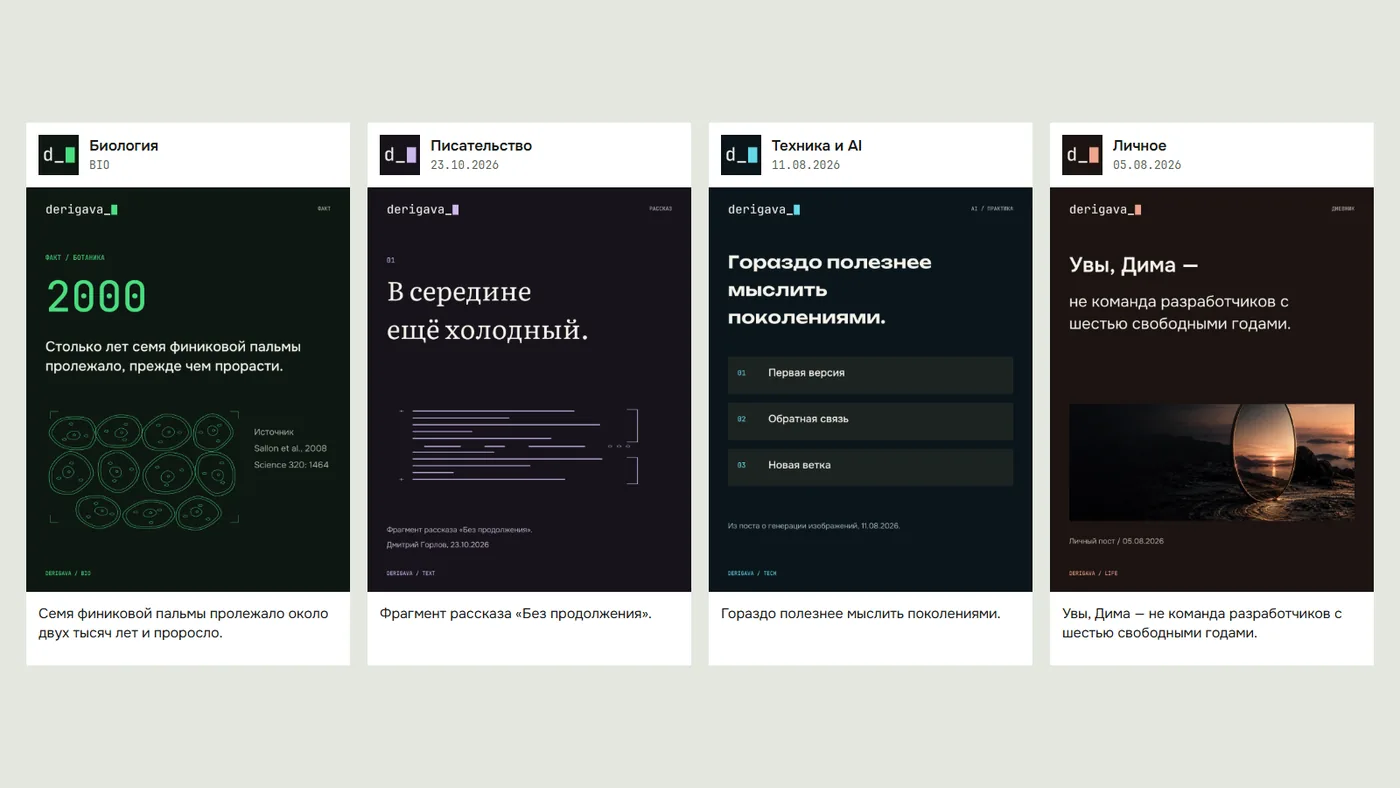 d_
Биология
BIO
derigava_
ФАКТ
ФАКТ / БОТАНИКА
2000
Столько лет семя финиковой пальмы
пролежало, прежде чем прорасти.
Источник
Sallon et al., 2008
Science 320: 1464
DERIGAVA / BIO
Семя финиковой пальмы пролежало около
двух тысяч лет и проросло.
d_
Писательство
23.10.2026
derigava_
РАССКАЗ
01
В середине
ещё холодный.
Фрагмент рассказа «Без продолжения».
Дмитрий Горлов, 23.10.2026
DERIGAVA / TEXT
Фрагмент рассказа «Без продолжения».
d_
Техника и AI
11.08.2026
derigava_
AI / ПРАКТИКА
Гораздо полезнее
мыслить
поколениями.
01 Первая версия
02 Обратная связь
03 Новая ветка
Из поста о генерации изображений, 11.08.2026.
DERIGAVA / TECH
Гораздо полезнее мыслить поколениями.
d_
Личное
05.08.2026
derigava_
ДНЕВНИК
Увы, Дима —
не команда разработчиков с
шестью свободными годами.
Личный пост / 05.08.2026
DERIGAVA / LIFE
Увы, Дима — не команда разработчиков с
шестью свободными годами.